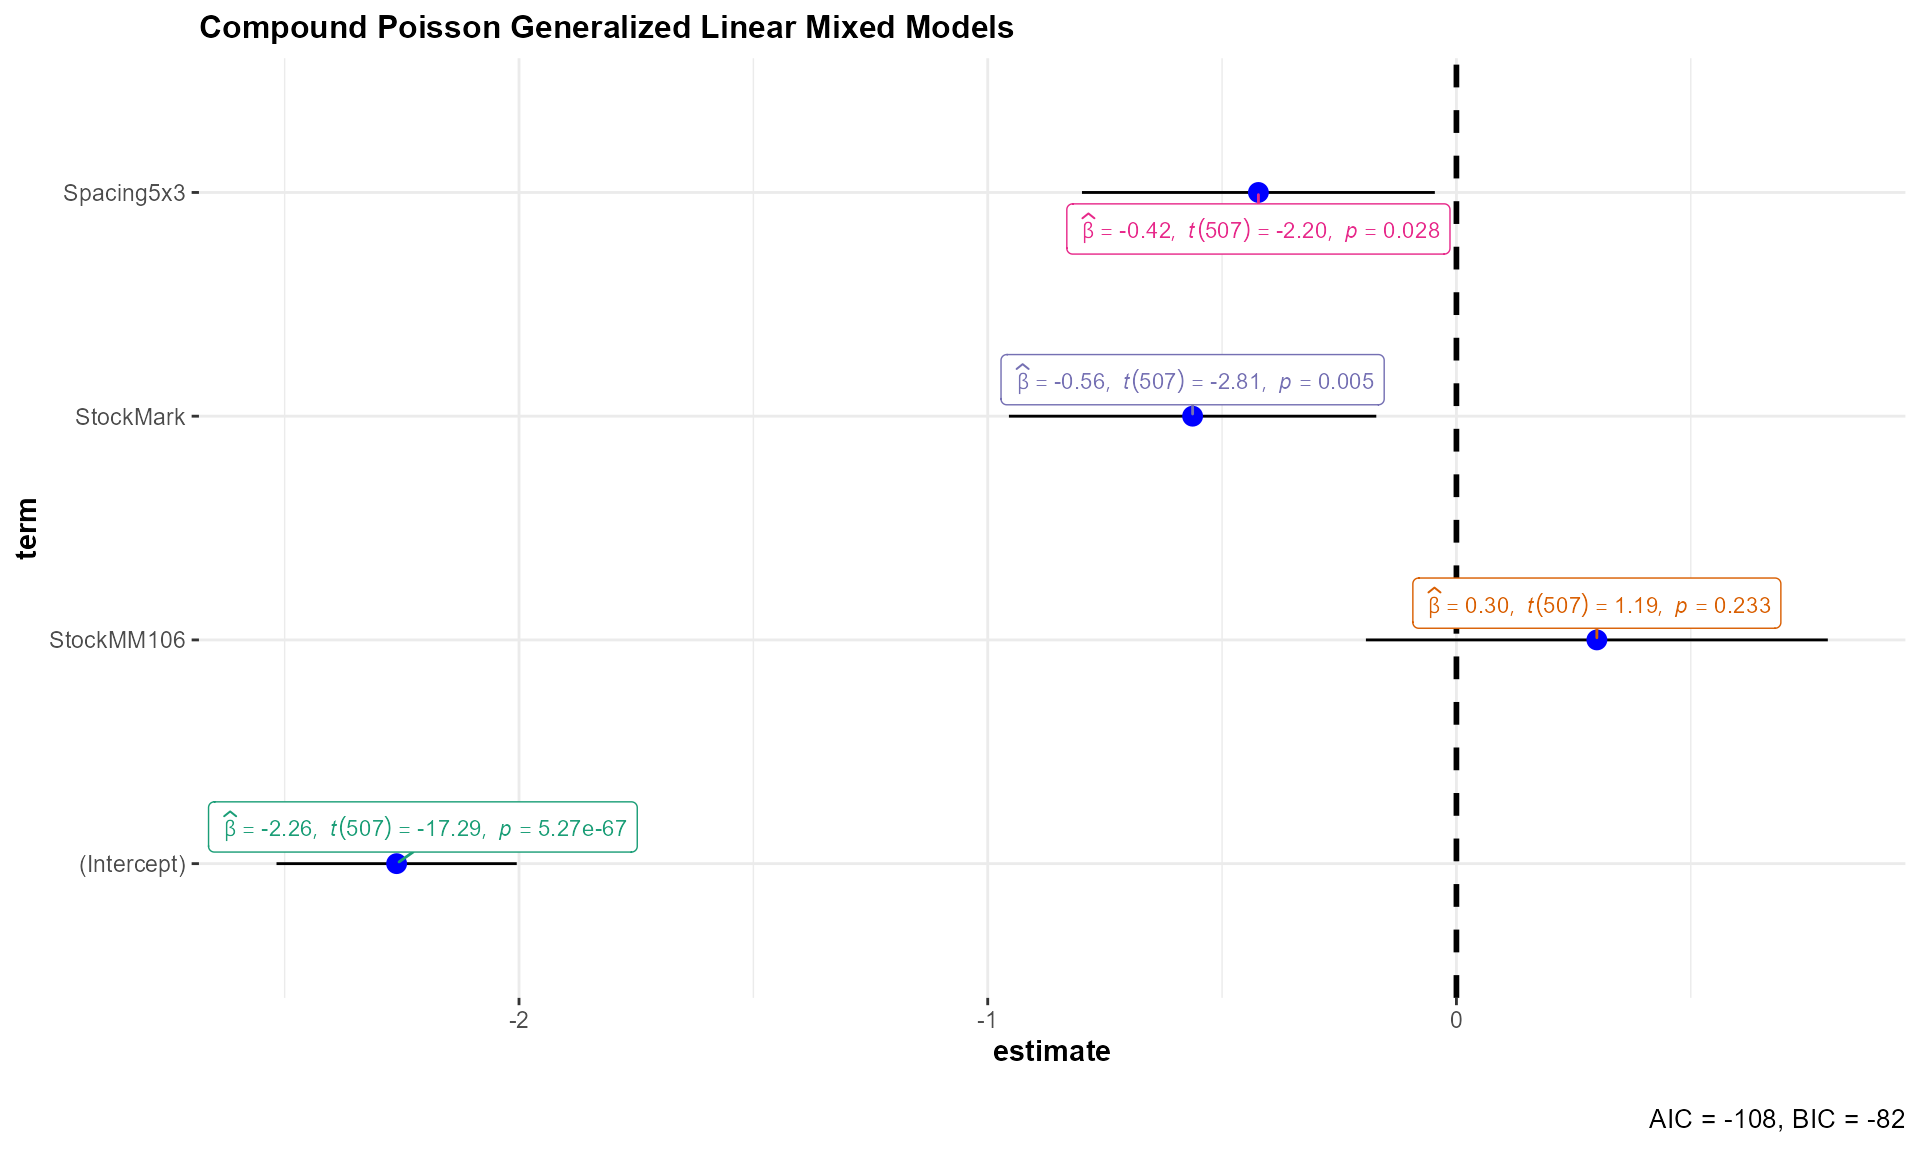 Compound Poisson Generalized Linear Mixed Models
Spacing5x3
β̂ = -0.42, t(507) = -2.20, p = 0.028
β̂ = -0.56, t(507) = -2.81, p = 0.005
StockMark
term
β̂ = 0.30, t(507) = 1.19, p = 0.233
StockMM106
β̂ = -2.26, t(507) = -17.29, p = 5.27e-67
(Intercept)
-2 -1 0
estimate
AIC = -108, BIC = -82